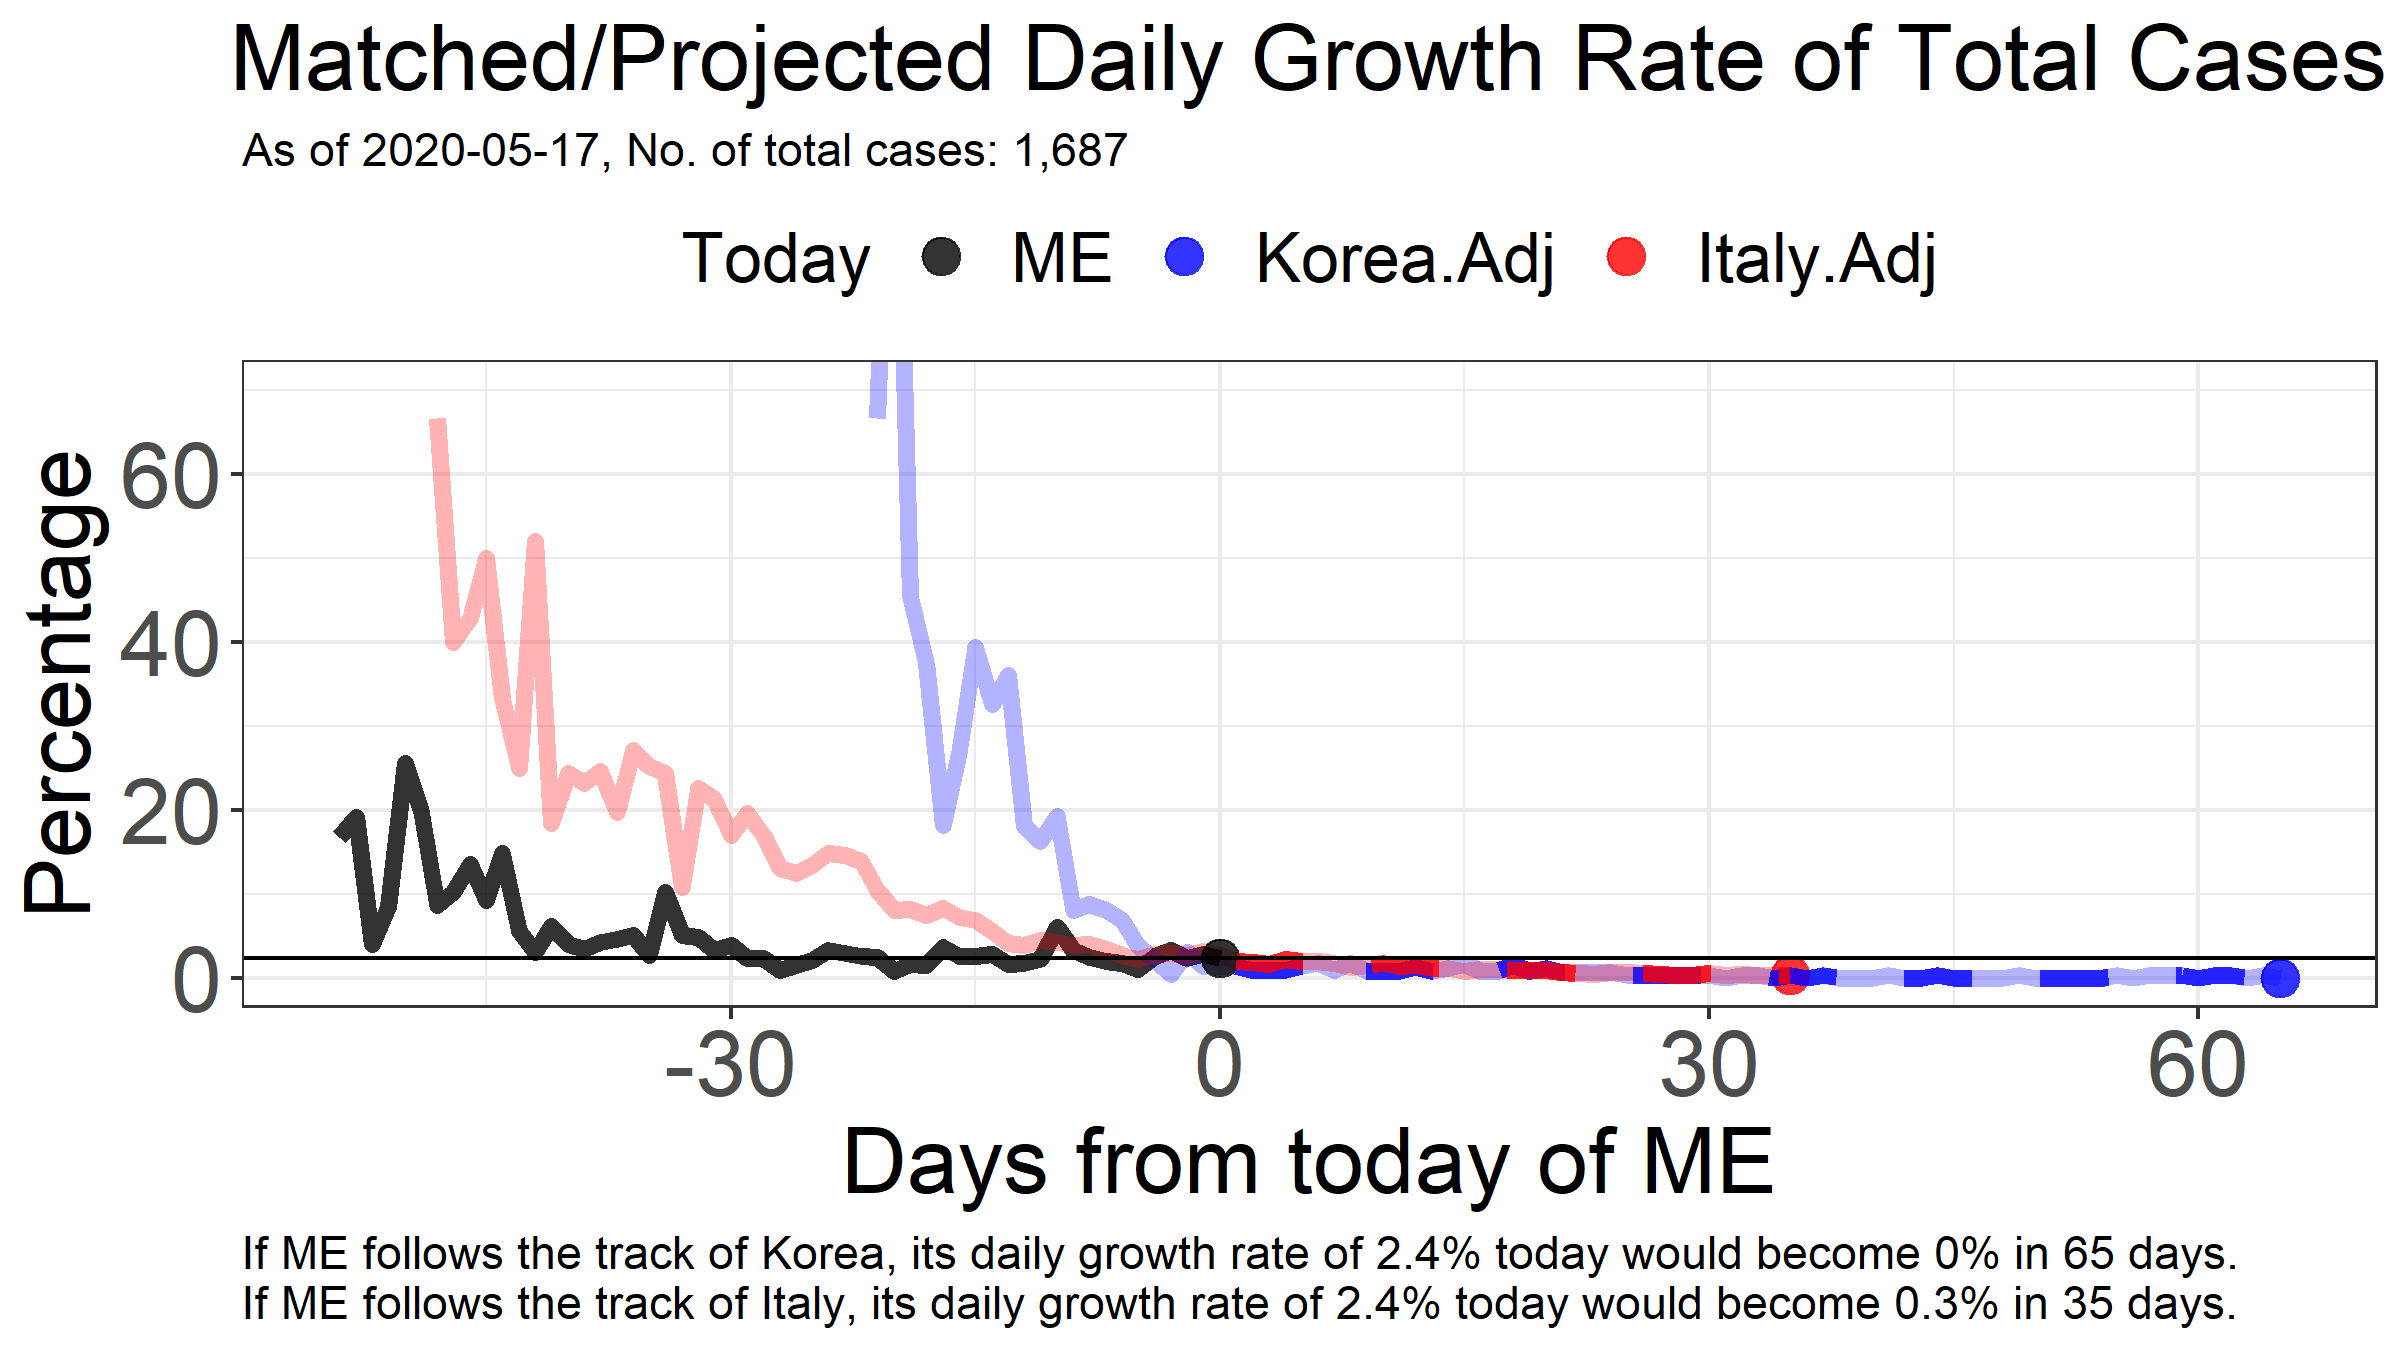 Matched/Projected Daily Growth Rate of Total Cases
As of 2020-05-17, No. of total cases: 1,687
Today ME Korea.Adj Italy.Adj
Percentage
60
40
20
0
-30 0 30 60
Days from today of ME
If ME follows the track of Korea, its daily growth rate of 2.4% today would become 0% in 65 days.
If ME follows the track of Italy, its daily growth rate of 2.4% today would become 0.3% in 35 days.